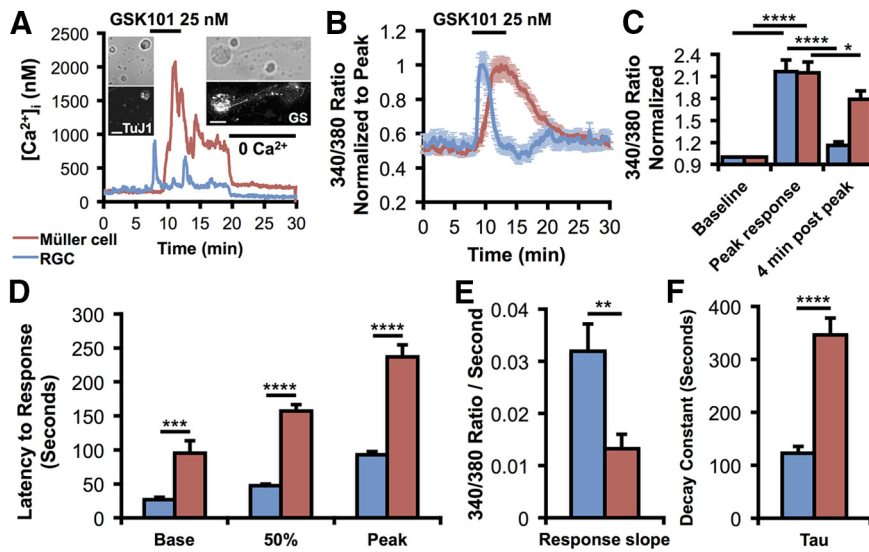 A
GSK101 25 nM
[Ca²⁺]ᵢ (nM)
2500
2000
1500
1000
500
0
TuJ1
GS
0 Ca²⁺
0 5 10 15 20 25 30
Time (min)
Müller cell
RGC
B
GSK101 25 nM
340/380 Ratio
Normalized to Peak
1.2
1.0
0.8
0.6
0.4
0.2
0 5 10 15 20 25 30
Time (min)
C
****
****
*
340/380 Ratio
Normalized
2.4
2.1
1.8
1.5
1.2
0.9
Baseline
Peak response
4 min post peak
D
Latency to Response
(Seconds)
300
250
200
150
100
50
0
***
****
****
Base 50% Peak
E
340/380 Ratio / Second
0.04
0.03
0.02
0.01
0
**
Response slope
F
Decay Constant (Seconds)
400
300
200
100
0
****
Tau